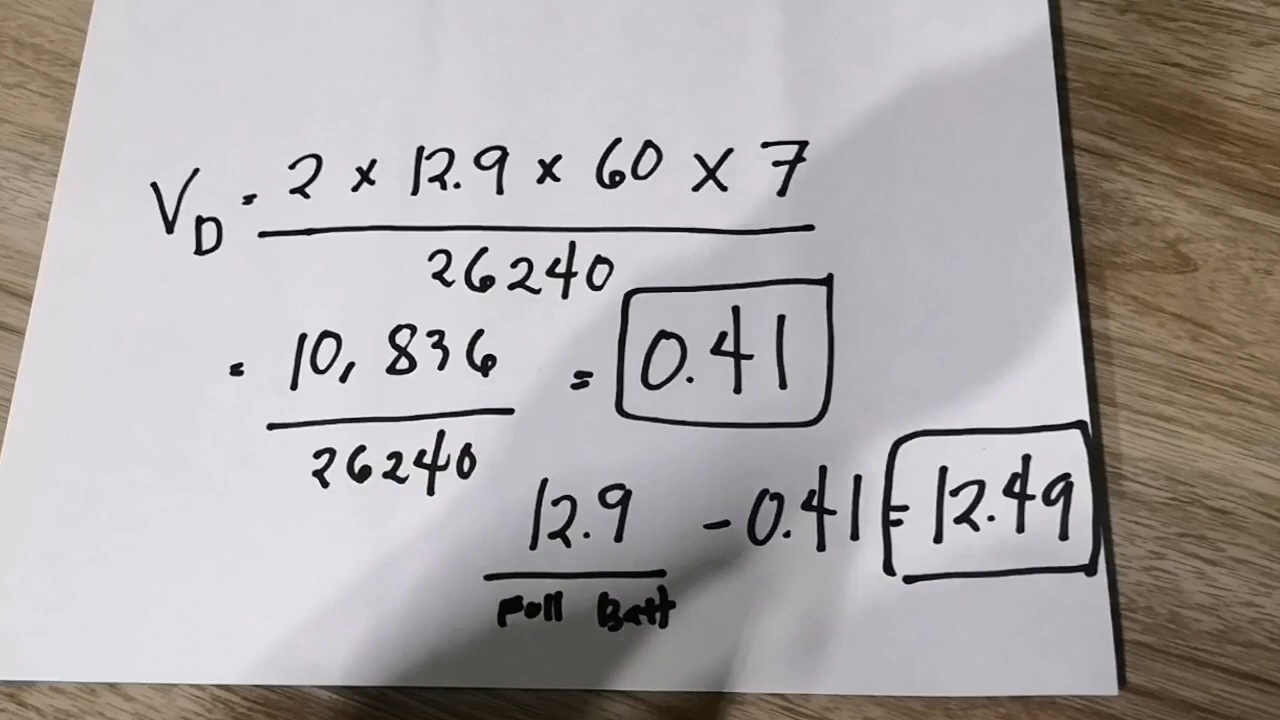 V_D = 2 x 12.9 x 60 x 7
26240
= 10,836 = 0.41
26240
12.9 - 0.41 = 12.49
Full Batt